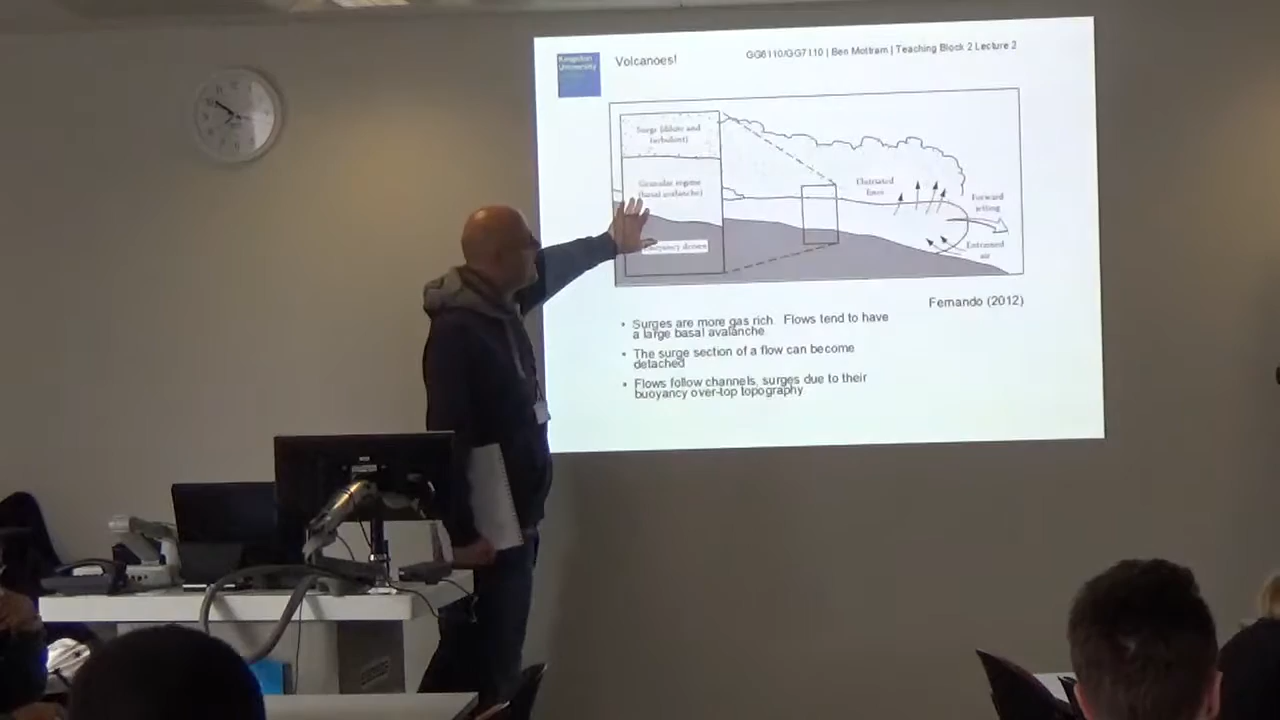 Kingston
University
Volcanoes!
GG6110/GG7110 | Ben Mottram | Teaching Block 2 Lecture 2
Surge (dilute and
turbulent)
Granular regime
(basal avalanche)
Buoyancy driven
Elutriated
fines
Forward
jetting
Entrained
air
Fernando (2012)
• Surges are more gas rich. Flows tend to have
a large basal avalanche
• The surge section of a flow can become
detached
• Flows follow channels, surges due to their
buoyancy over-top topography